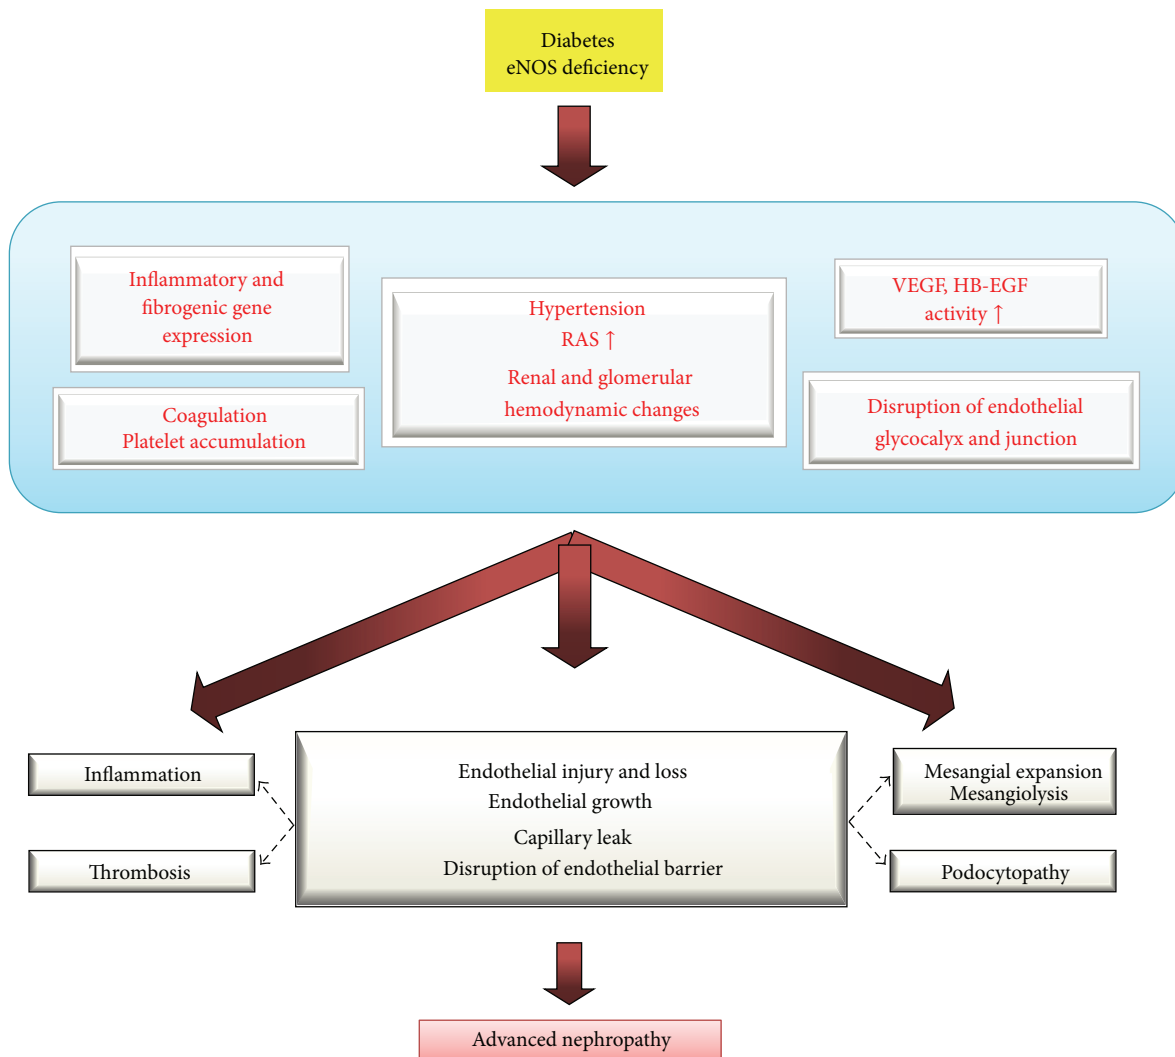 Diabetes
eNOS deficiency
Inflammatory and
fibrogenic gene
expression
Coagulation
Platelet accumulation
Hypertension
RAS ↑
Renal and glomerular
hemodynamic changes
VEGF, HB-EGF
activity ↑
Disruption of endothelial
glycocalyx and junction
Inflammation
Thrombosis
Endothelial injury and loss
Endothelial growth
Capillary leak
Disruption of endothelial barrier
Mesangial expansion
Mesangiolysis
Podocytopathy
Advanced nephropathy